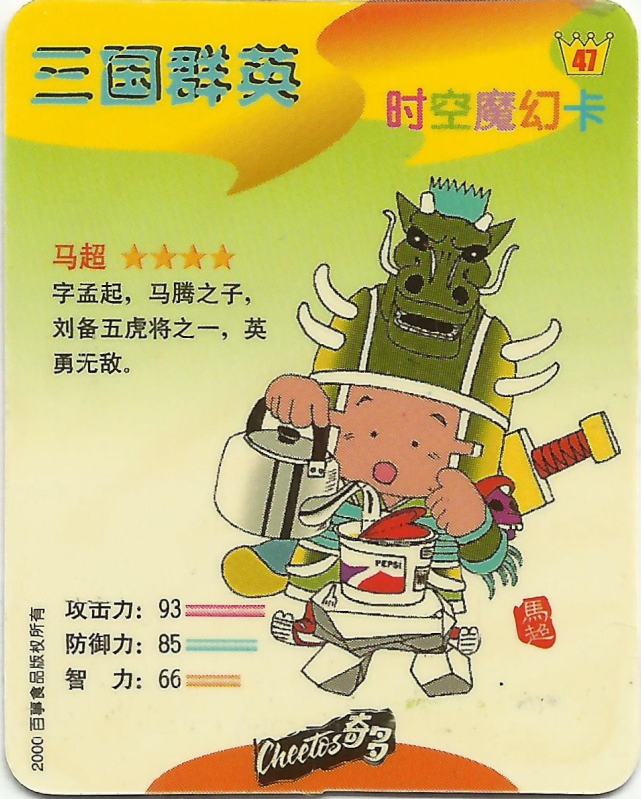 三国群英
47
时空魔幻卡
马超 ★★★★
字孟起，马腾之子，
刘备五虎将之一，英
勇无敌。
PEPSI
攻击力：93
防御力：85
智　力：66
馬超
2000 百事食品版权所有
Cheetos奇多